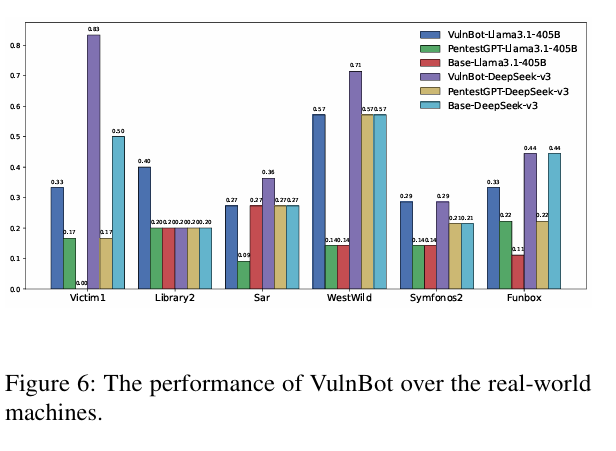 VulnBot-Llama3.1-405B
PentestGPT-Llama3.1-405B
Base-Llama3.1-405B
VulnBot-DeepSeek-v3
PentestGPT-DeepSeek-v3
Base-DeepSeek-v3
0.8
0.7
0.6
0.5
0.4
0.3
0.2
0.1
0.0
0.33 0.17 0.00 0.83 0.17 0.50
0.40 0.20 0.20 0.20 0.20 0.20
0.27 0.09 0.27 0.36 0.27 0.27
0.57 0.14 0.14 0.71 0.57 0.57
0.29 0.14 0.14 0.29 0.21 0.21
0.33 0.22 0.11 0.44 0.22 0.44
Victim1 Library2 Sar WestWild Symfonos2 Funbox
Figure 6: The performance of VulnBot over the real-world
machines.